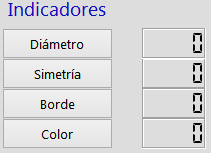 Indicadores
Diámetro 0
Simetría 0
Borde 0
Color 0